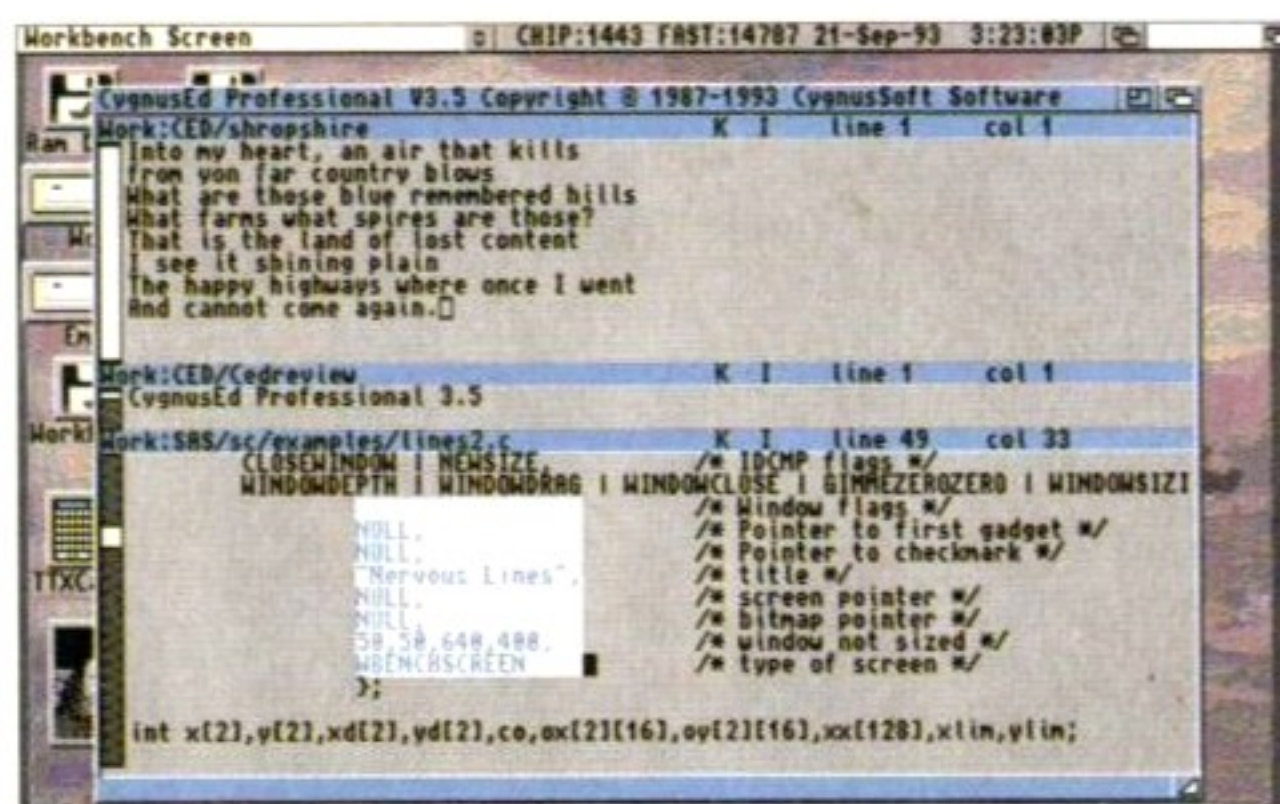 Workbench Screen CHIP:1443 FAST:14787 21-Sep-93 3:23:03P
CygnusEd Professional V3.5 Copyright © 1987-1993 CygnusSoft Software
Ram
Work:CED/shropshire K I line 1 col 1
Into my heart, an air that kills
from yon far country blows
What are those blue remembered hills
What farms what spires are those?
That is the land of lost content
I see it shining plain
The happy highways where once I went
And cannot come again.
Work:CED/Cedreview K I line 1 col 1
CygnusEd Professional 3.5
Work:SAS/sc/examples/lines2.c K I line 49 col 33
CLOSEWINDOW | NEWSIZE, /* IDCMP flags */
WINDOWDEPTH | WINDOWDRAG | WINDOWCLOSE | GIMMEZEROZERO | WINDOWSIZI
/* Window flags */
NULL, /* Pointer to first gadget */
NULL, /* Pointer to checkmark */
"Nervous Lines", /* title */
NULL, /* screen pointer */
NULL, /* bitmap pointer */
50,50,640,400, /* window not sized */
WBENCHSCREEN /* type of screen */
};
int x[2],y[2],xd[2],yd[2],co,ox[2][16],oy[2][16],xx[128],xlim,ylim;